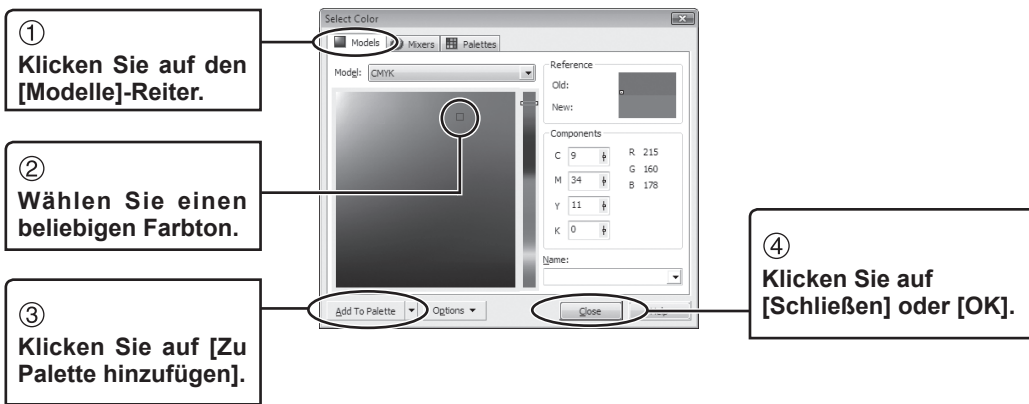 ①
Klicken Sie auf den
[Modelle]-Reiter.
②
Wählen Sie einen
beliebigen Farbton.
③
Klicken Sie auf [Zu
Palette hinzufügen].
Select Color
Models Mixers Palettes
Model: CMYK
Reference
Old:
New:
Components
C 9 R 215
G 160
M 34 B 178
Y 11
K 0
Name:
Add To Palette Options Close
④
Klicken Sie auf
[Schließen] oder [OK].